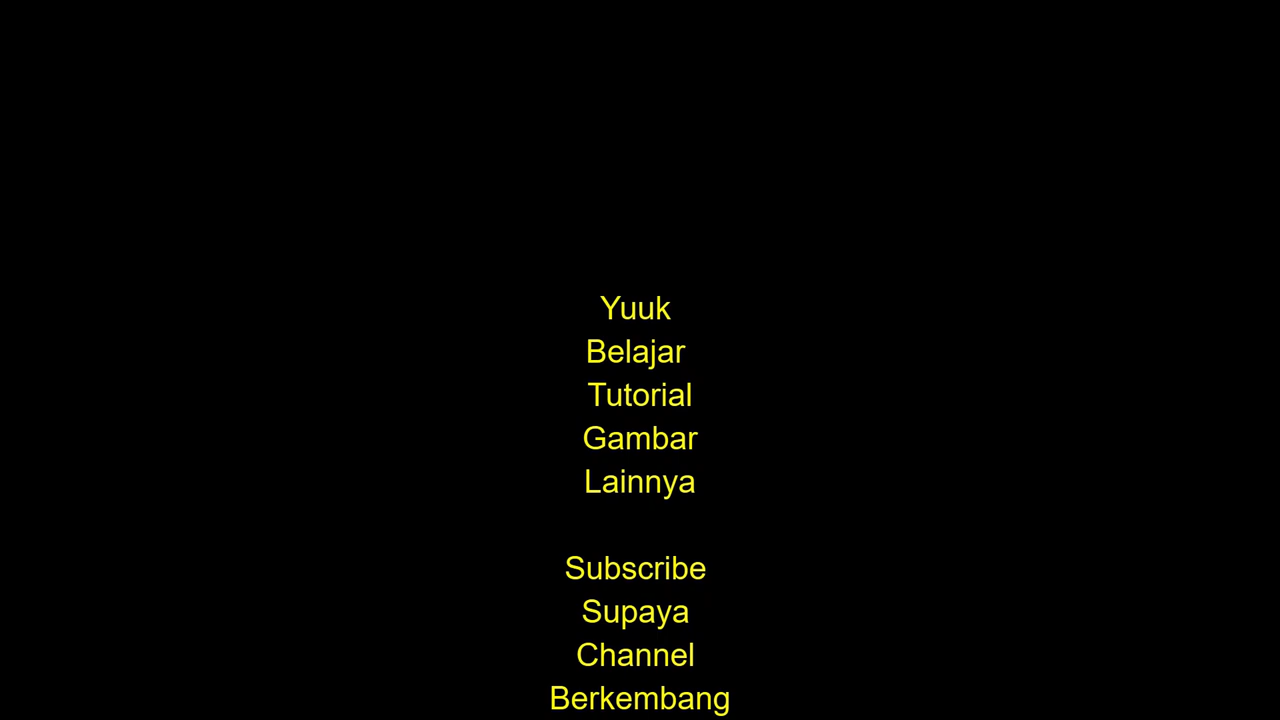 Yuuk
Belajar
Tutorial
Gambar
Lainnya
Subscribe
Supaya
Channel
Berkembang